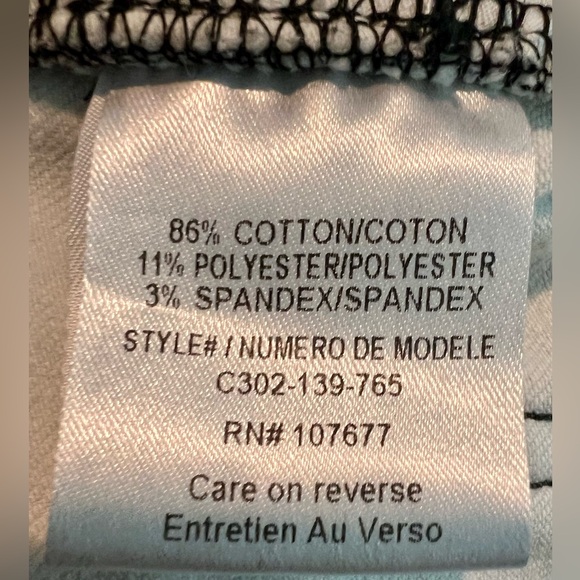 86% COTTON/COTON
11% POLYESTER/POLYESTER
3% SPANDEX/SPANDEX
STYLE# / NUMERO DE MODELE
C302-139-765
RN# 107677
Care on reverse
Entretien Au Verso